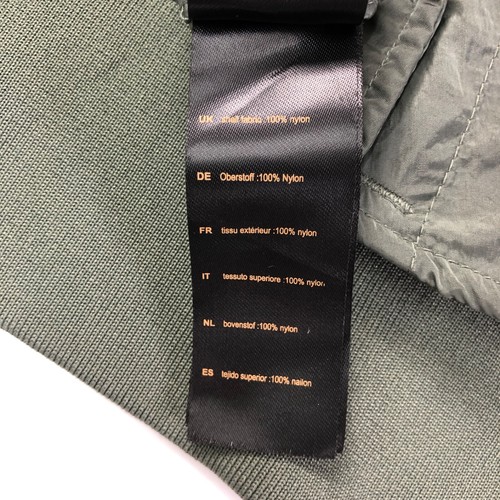 UK shell fabric :100% nylon
DE Oberstoff :100% Nylon
FR tissu extérieur :100% nylon
IT tessuto superiore :100% nylon
NL bovenstof :100% nylon
ES tejido superior :100% nailon